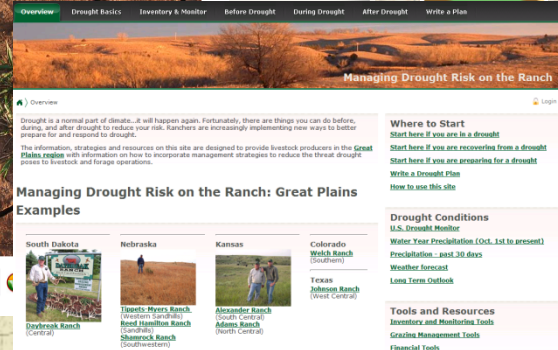 Overview Drought Basics Inventory & Monitor Before Drought During Drought After Drought Write a Plan
Managing Drought Risk on the Ranch
Overview
Login
Drought is a normal part of climate...it will happen again. Fortunately, there are things you can do before,
during, and after drought to reduce your risk. Ranchers are increasingly implementing new ways to better
prepare for and respond to drought.
The information, strategies and resources on this site are designed to provide livestock producers in the Great
Plains region with information on how to incorporate management strategies to reduce the threat drought
poses to livestock and forage operations.
Managing Drought Risk on the Ranch: Great Plains
Examples
South Dakota
DAYBREAK
RANCH
Daybreak Ranch
(Central)
Nebraska
Tippets-Myers Ranch
(Western Sandhills)
Reed Hamilton Ranch
(Sandhills)
Shamrock Ranch
(Southwestern)
Kansas
Alexander Ranch
(South Central)
Adams Ranch
(North Central)
Colorado
Welch Ranch
(Southern)
Texas
Johnson Ranch
(West Central)
Where to Start
Start here if you are in a drought
Start here if you are recovering from a drought
Start here if you are preparing for a drought
Write a Drought Plan
How to use this site
Drought Conditions
U.S. Drought Monitor
Water Year Precipitation (Oct. 1st to present)
Precipitation - past 30 days
Weather forecast
Long Term Outlook
Tools and Resources
Inventory and Monitoring Tools
Grazing Management Tools
Financial Tools